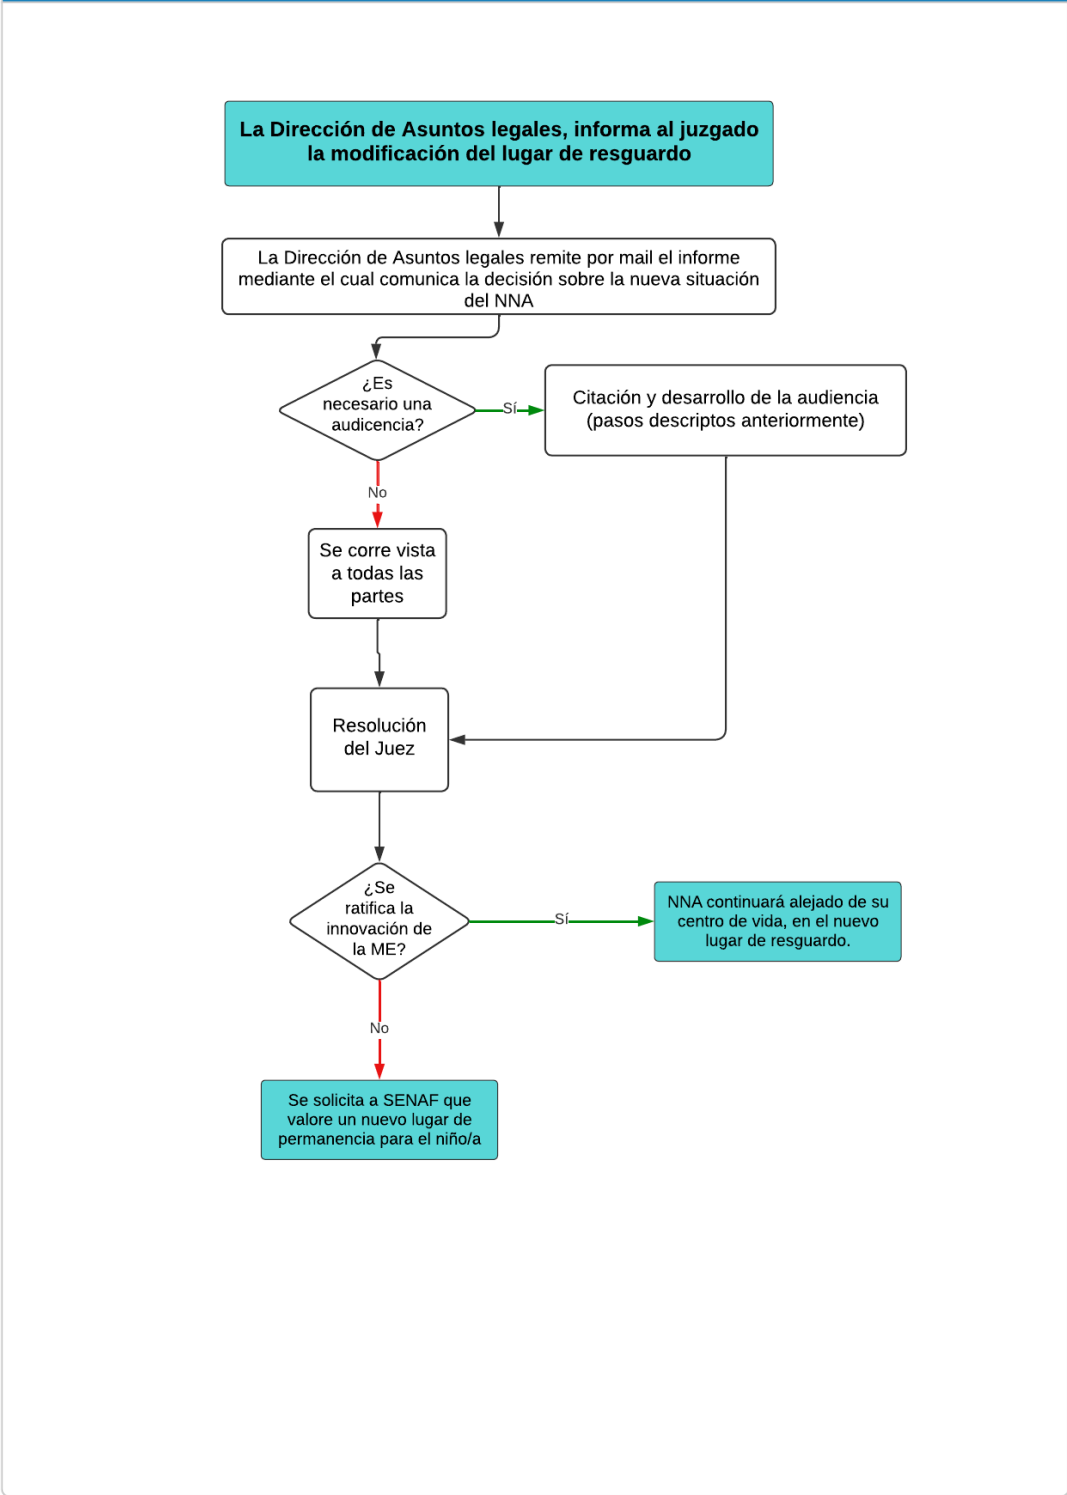 La Dirección de Asuntos legales, informa al juzgado
la modificación del lugar de resguardo
La Dirección de Asuntos legales remite por mail el informe
mediante el cual comunica la decisión sobre la nueva situación
del NNA
¿Es
necesario una
audicencia?
Sí
Citación y desarrollo de la audiencia
(pasos descriptos anteriormente)
No
Se corre vista
a todas las
partes
Resolución
del Juez
¿Se
ratifica la
innovación de
la ME?
Sí
NNA continuará alejado de su
centro de vida, en el nuevo
lugar de resguardo.
No
Se solicita a SENAF que
valore un nuevo lugar de
permanencia para el niño/a